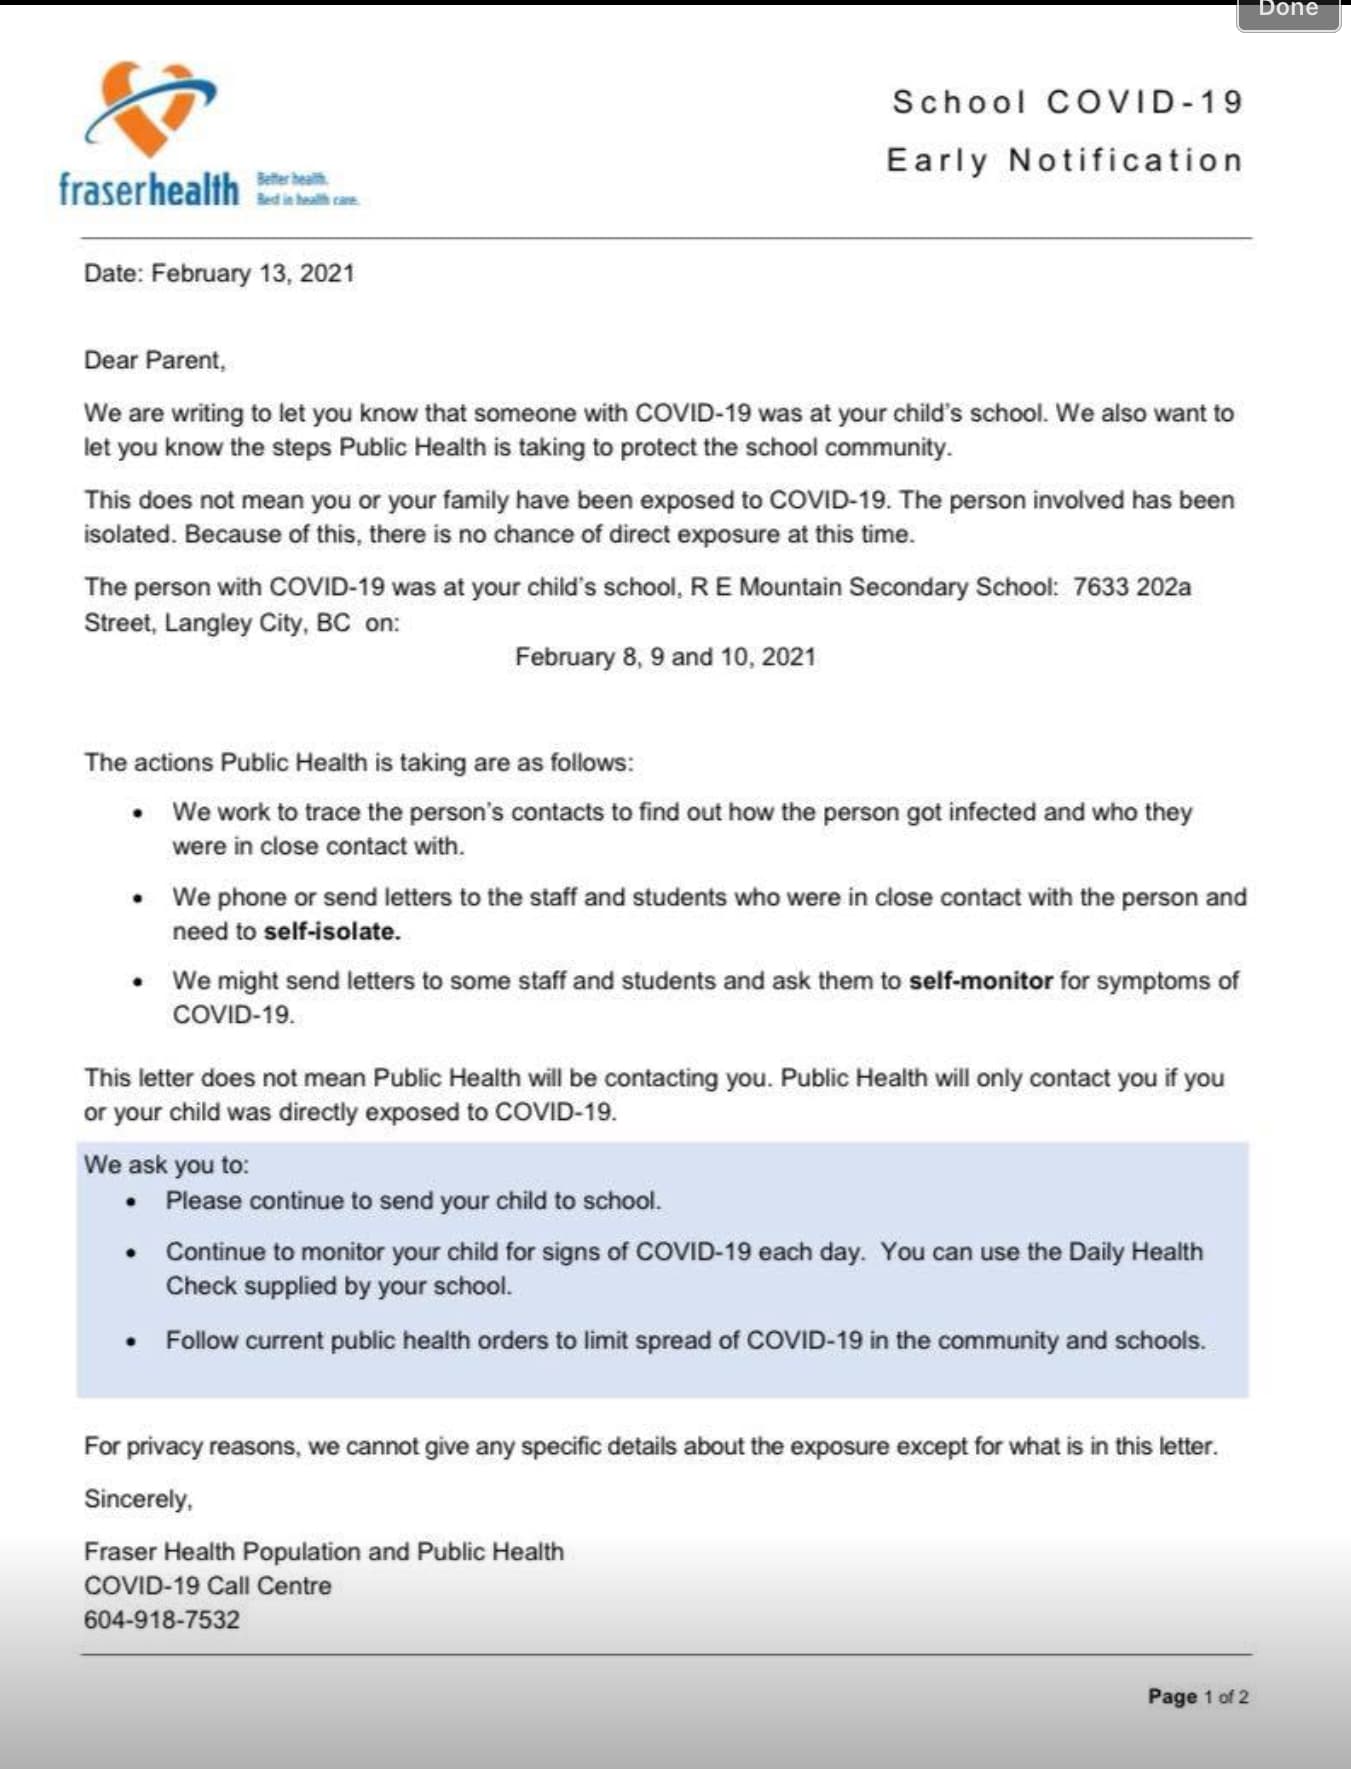 Done
fraserhealth
Better health.
Best in health care.
School COVID-19
Early Notification
Date: February 13, 2021
Dear Parent,
We are writing to let you know that someone with COVID-19 was at your child's school. We also want to
let you know the steps Public Health is taking to protect the school community.
This does not mean you or your family have been exposed to COVID-19. The person involved has been
isolated. Because of this, there is no chance of direct exposure at this time.
The person with COVID-19 was at your child's school, R E Mountain Secondary School:  7633 202a
Street, Langley City, BC  on:
February 8, 9 and 10, 2021
The actions Public Health is taking are as follows:
• We work to trace the person's contacts to find out how the person got infected and who they
were in close contact with.
• We phone or send letters to the staff and students who were in close contact with the person and
need to self-isolate.
• We might send letters to some staff and students and ask them to self-monitor for symptoms of
COVID-19.
This letter does not mean Public Health will be contacting you. Public Health will only contact you if you
or your child was directly exposed to COVID-19.
We ask you to:
• Please continue to send your child to school.
• Continue to monitor your child for signs of COVID-19 each day.  You can use the Daily Health
Check supplied by your school.
• Follow current public health orders to limit spread of COVID-19 in the community and schools.
For privacy reasons, we cannot give any specific details about the exposure except for what is in this letter.
Sincerely,
Fraser Health Population and Public Health
COVID-19 Call Centre
604-918-7532
Page 1 of 2